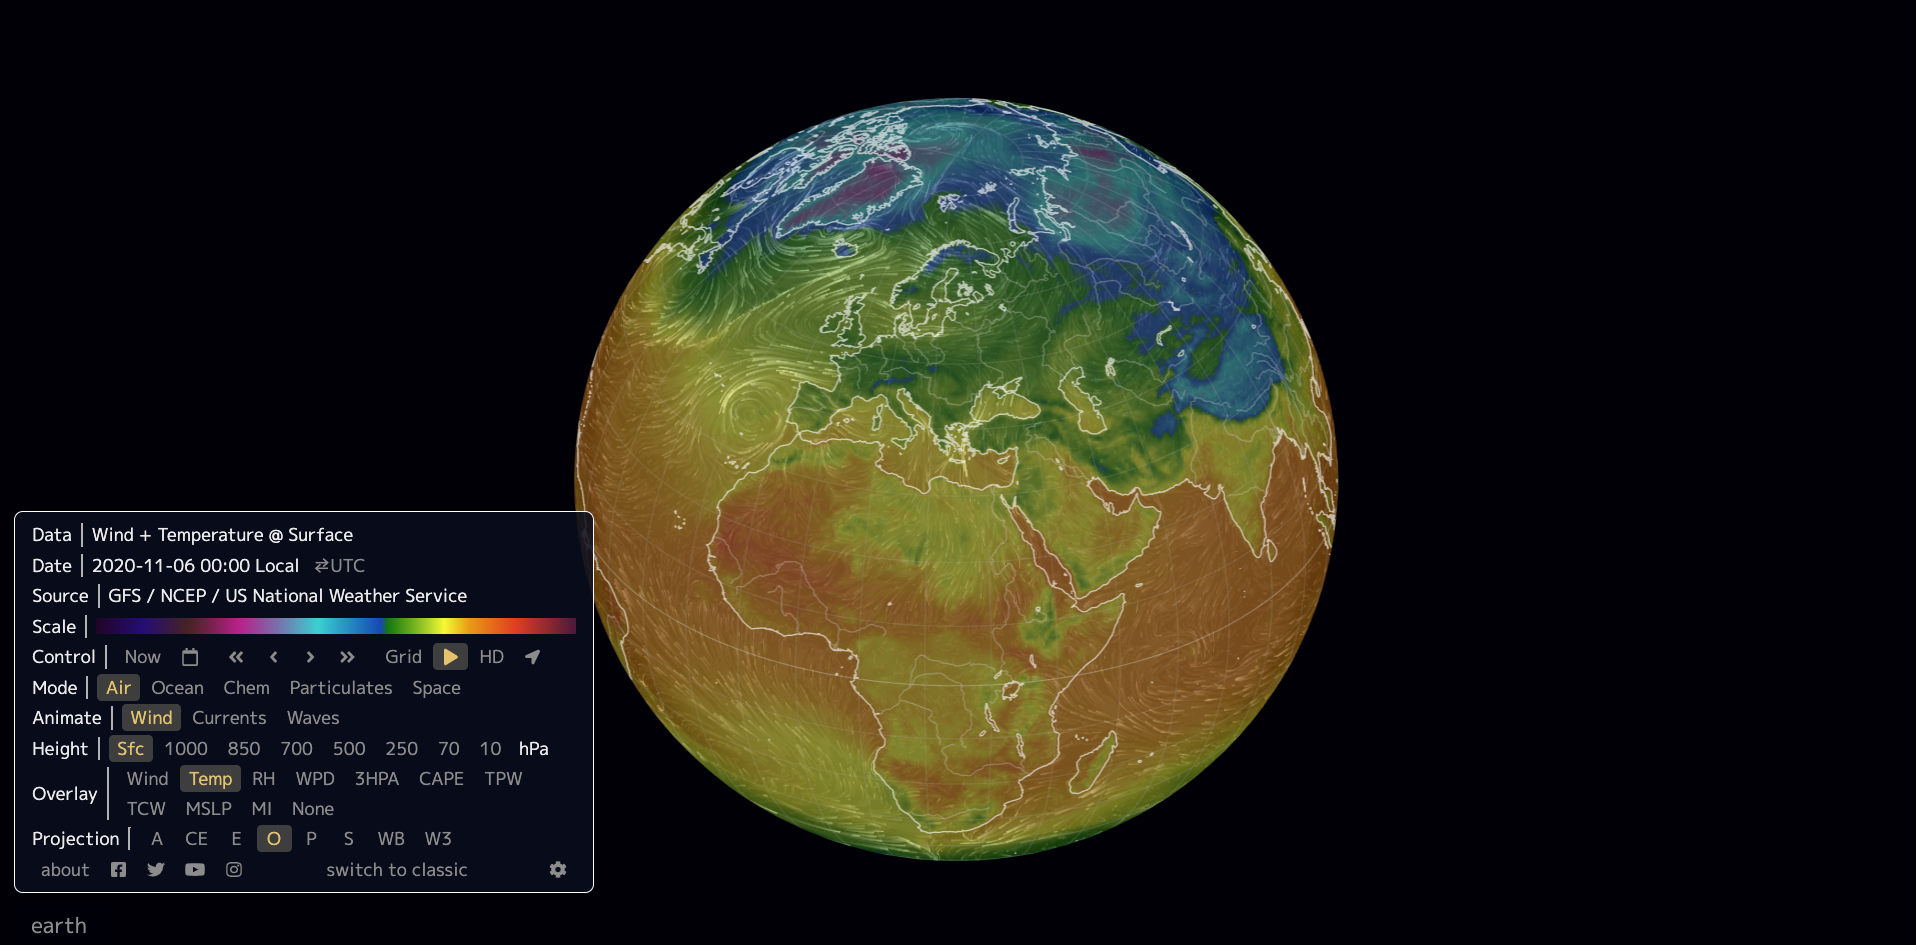 Data | Wind + Temperature @ Surface
Date | 2020-11-06 00:00 Local ⇄UTC
Source | GFS / NCEP / US National Weather Service
Scale |
Control | Now « ‹ › » Grid HD
Mode | Air Ocean Chem Particulates Space
Animate | Wind Currents Waves
Height | Sfc 1000 850 700 500 250 70 10 hPa
Overlay | Wind Temp RH WPD 3HPA CAPE TPW
TCW MSLP MI None
Projection | A CE E O P S WB W3
about switch to classic
earth